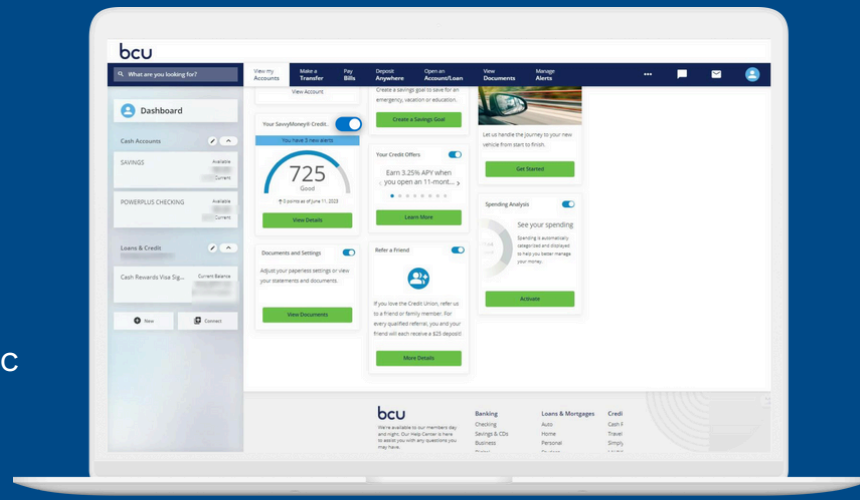 bcu
What are you looking for?
View my Accounts
Make a Transfer
Pay Bills
Deposit Anywhere
Open an Account/Loan
View Documents
Manage Alerts
Dashboard
Cash Accounts
SAVINGS
Available
Current
POWERPLUS CHECKING
Available
Current
Loans & Credit
Cash Rewards Visa Sig...
Current Balance
New
Connect
View Account
Your SavvyMoney® Credit.
You have 2 new alerts
725
Good
0 points as of June 11, 2023
View Details
Documents and Settings
Adjust your paperless settings or view
your statements and documents.
View Documents
Create a savings goal to save for an
emergency, vacation or education.
Create a Savings Goal
Your Credit Offers
Earn 3.25% APY when
you open an 11-mont...
Learn More
Refer a Friend
If you love the Credit Union, refer us
to a friend or family member. For
every qualified referral, you and your
friend will each receive a $25 deposit!
More Details
Let us handle the journey to your new
vehicle from start to finish.
Get Started
Spending Analysis
See your spending
Spending is automatically
categorized and displayed
to help you better manage
your money.
Activate
c
bcu
We're available to our members day
and night. Our Help Center is here
to assist you with any questions you
may have.
Banking
Checking
Savings & CDs
Business
Loans & Mortgages
Auto
Home
Personal
Credi
Cash F
Travel
Simply